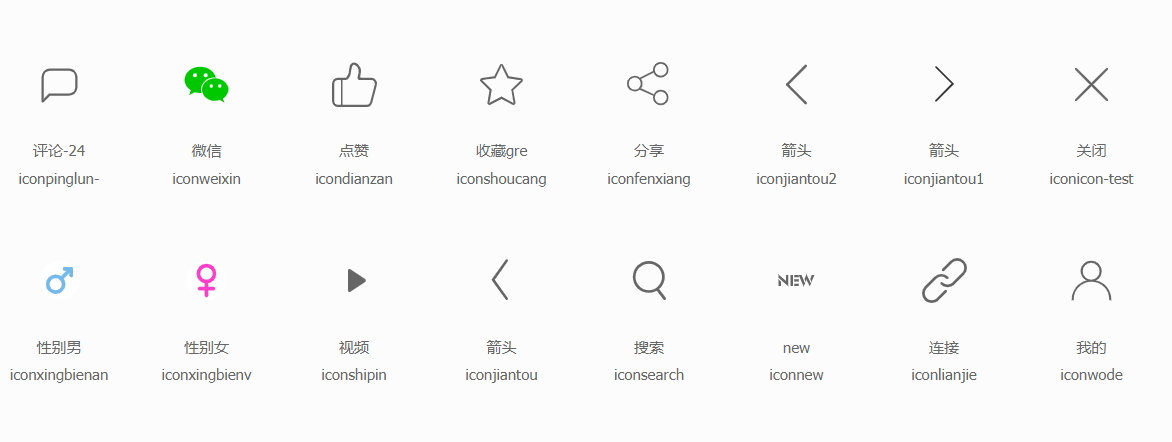 评论-24 微信 点赞 收藏gre 分享 箭头 箭头 关闭
iconpinglun- iconweixin icondianzan iconshoucang iconfenxiang iconjiantou2 iconjiantou1 iconicon-test
NEW
性别男 性别女 视频 箭头 搜索 new 连接 我的
iconxingbienan iconxingbienv iconshipin iconjiantou iconsearch iconnew iconlianjie iconwode